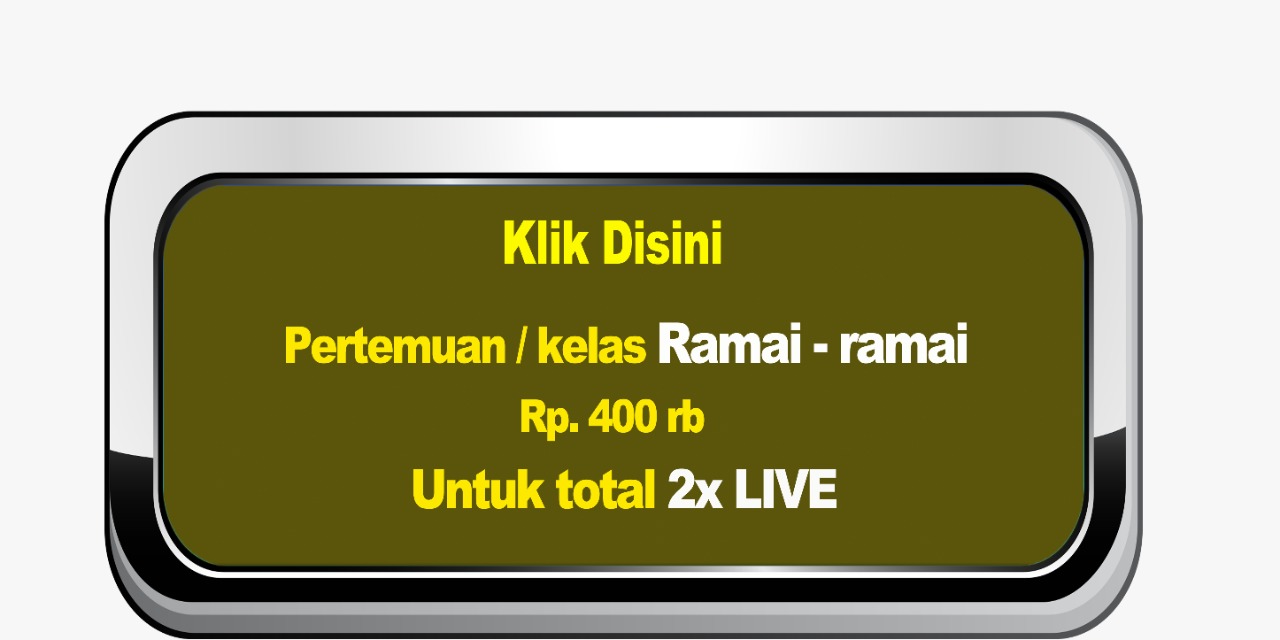 Klik Disini
Pertemuan / kelas Ramai - ramai
Rp. 400 rb
Untuk total 2x LIVE